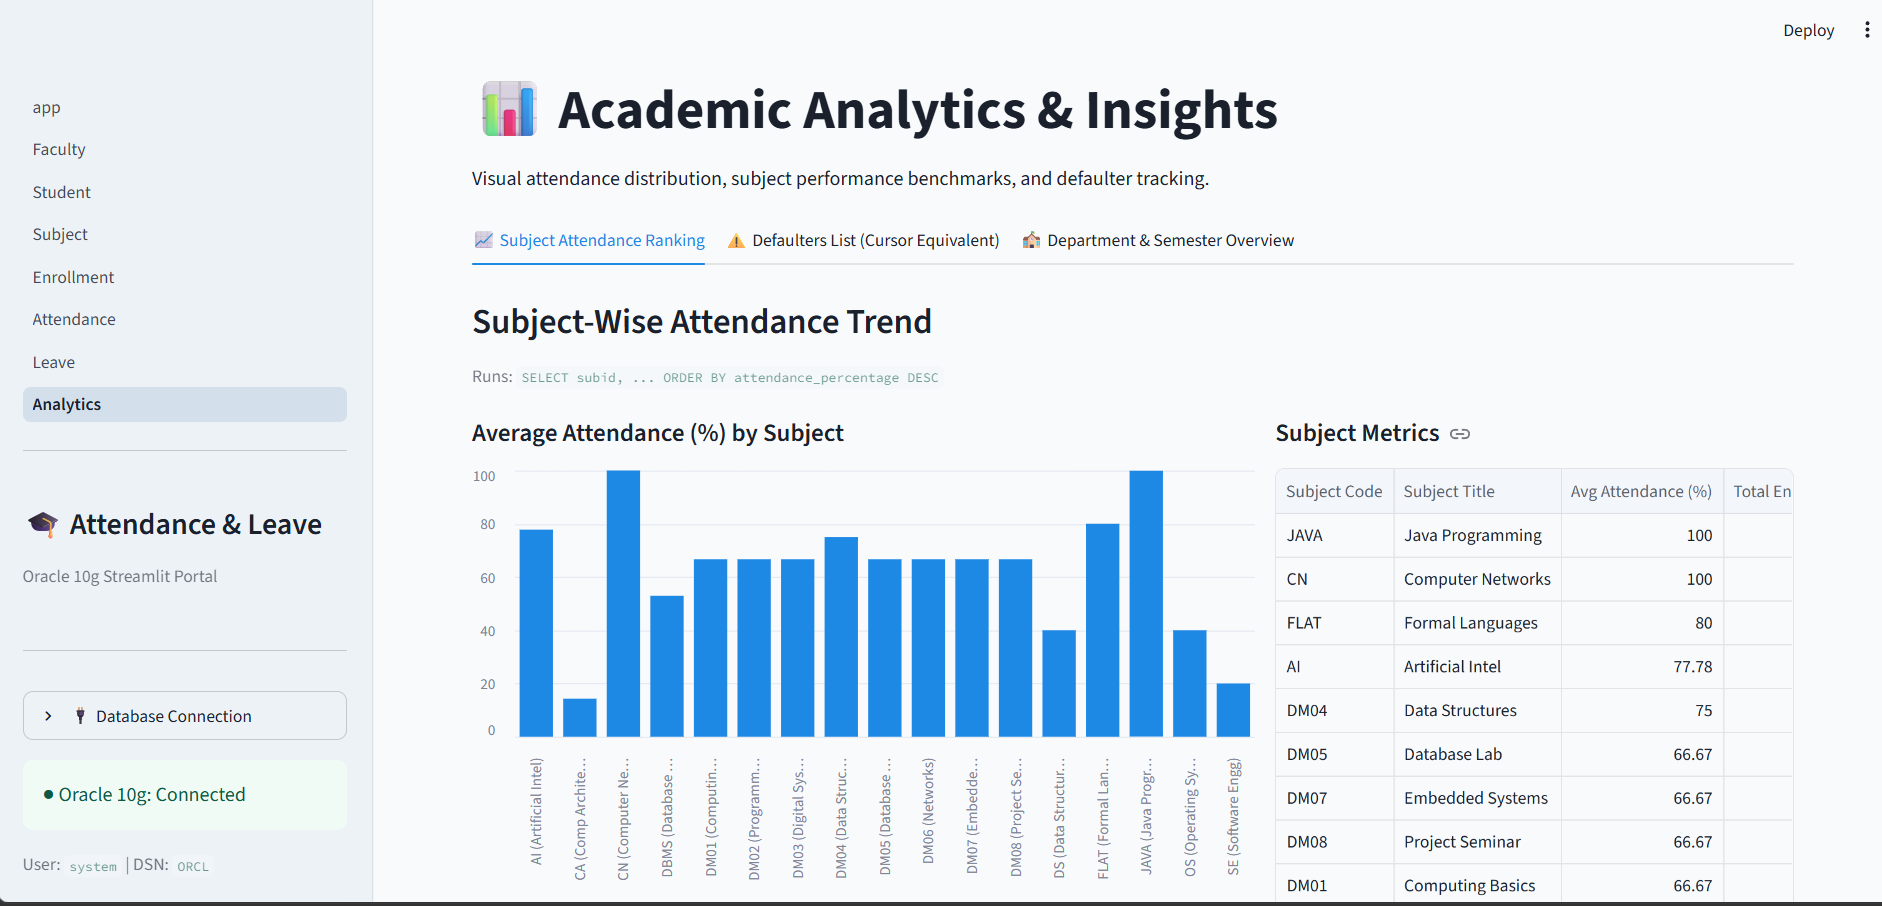 Deploy
app
Faculty
Student
Subject
Enrollment
Attendance
Leave
Analytics
Attendance & Leave
Oracle 10g Streamlit Portal
Database Connection
Oracle 10g: Connected
User: system | DSN: ORCL
Academic Analytics & Insights
Visual attendance distribution, subject performance benchmarks, and defaulter tracking.
Subject Attendance Ranking
Defaulters List (Cursor Equivalent)
Department & Semester Overview
Subject-Wise Attendance Trend
Runs: SELECT subid, ... ORDER BY attendance_percentage DESC
Average Attendance (%) by Subject
100
80
60
40
20
0
AI (Artificial Intel)
CA (Comp Archite...
CN (Computer Ne...
DBMS (Database ...
DM01 (Computin...
DM02 (Programm...
DM03 (Digital Sys...
DM04 (Data Struc...
DM05 (Database ...
DM06 (Networks)
DM07 (Embedde...
DM08 (Project Se...
DS (Data Structur...
FLAT (Formal Lan...
JAVA (Java Progr...
OS (Operating Sy...
SE (Software Engg)
Subject Metrics
Subject Code Subject Title Avg Attendance (%) Total En
JAVA Java Programming 100
CN Computer Networks 100
FLAT Formal Languages 80
AI Artificial Intel 77.78
DM04 Data Structures 75
DM05 Database Lab 66.67
DM07 Embedded Systems 66.67
DM08 Project Seminar 66.67
DM01 Computing Basics 66.67